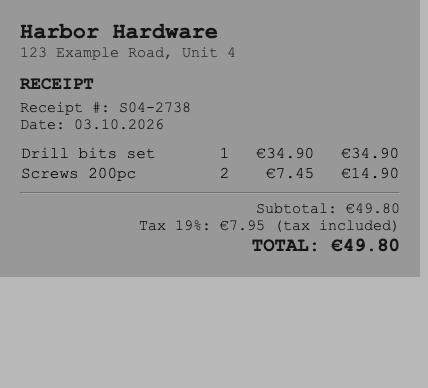 Harbor Hardware
123 Example Road, Unit 4
RECEIPT
Receipt #: S04-2738
Date: 03.10.2026
Drill bits set 1 €34.90 €34.90
Screws 200pc 2 €7.45 €14.90
Subtotal: €49.80
Tax 19%: €7.95 (tax included)
TOTAL: €49.80